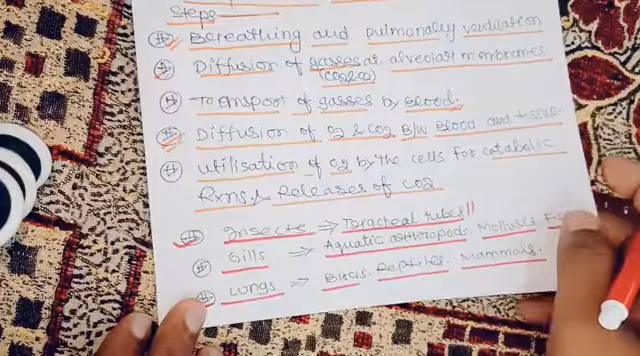 Steps
Breathing and pulmonary ventilation
Diffusion of gasses at alveolar membranes
(CO2&O2)
Transport of gasses by Blood.
Diffusion of O2 & CO2 B/W Blood and tissue.
Utilisation of O2 by the cells for catabolic
Rxns & Releases of CO2
Insects ⇒ Toracheal tubes!!
Gills ⇒ Aquatic arthropods, Molluscs
Lungs ⇒ Birds, Reptiles, Mammals.